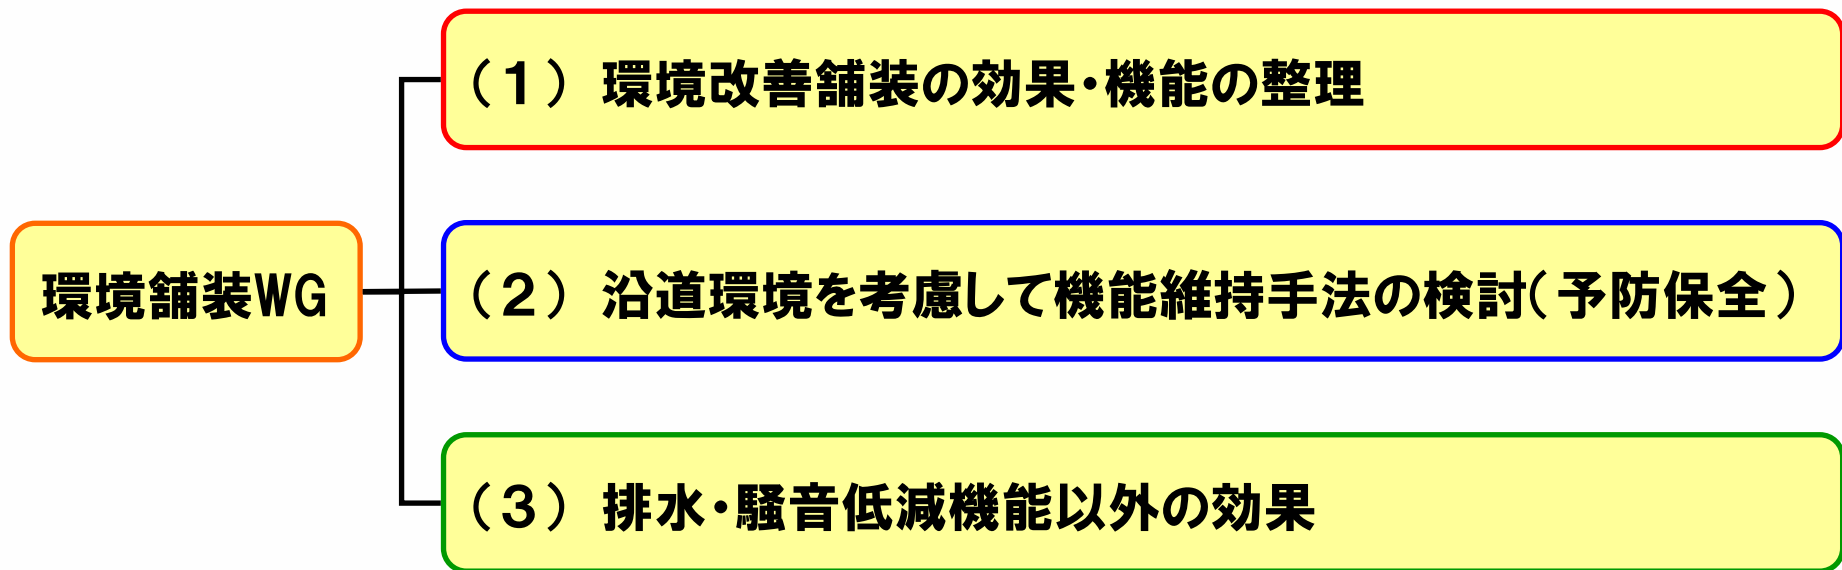 環境舗装WG
（１） 環境改善舗装の効果・機能の整理
（２） 沿道環境を考慮して機能維持手法の検討（予防保全）
（３） 排水・騒音低減機能以外の効果